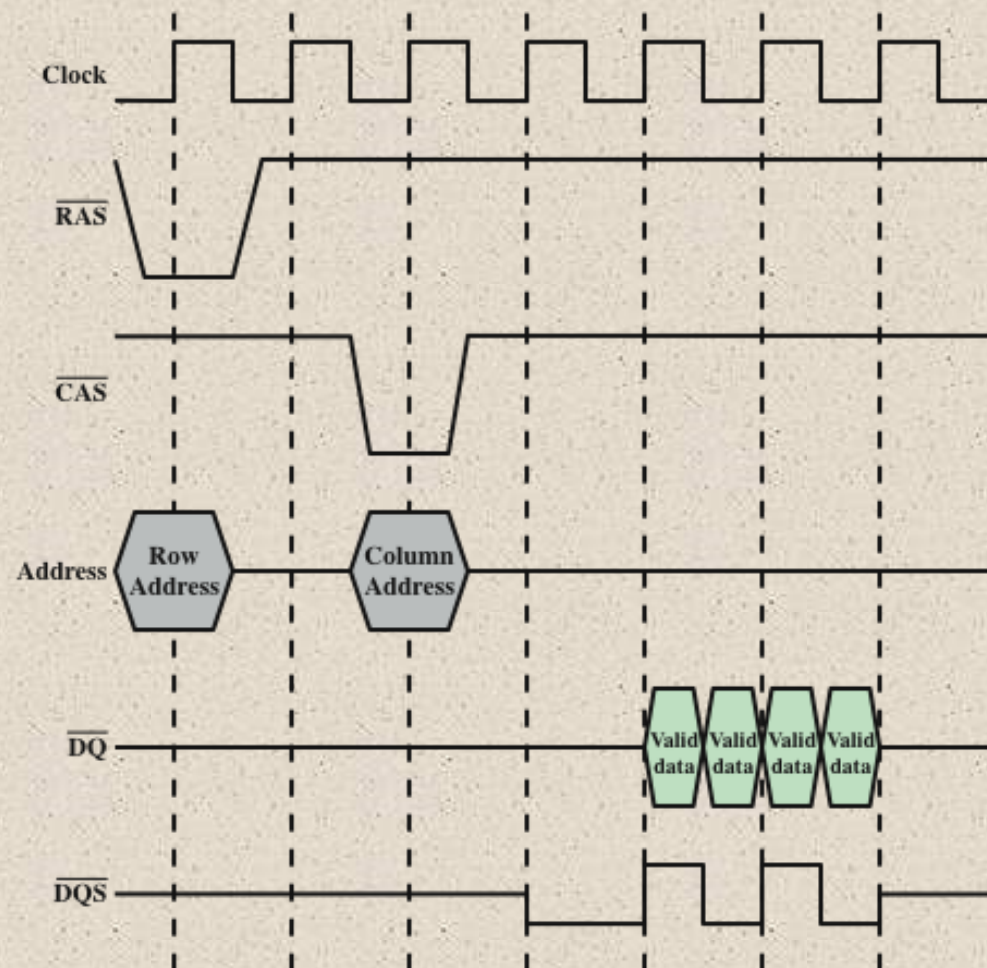 Clock
RAS
CAS
Row
Address
Column
Address
Address
DQ
Valid
data
Valid
data
Valid
data
Valid
data
DQS